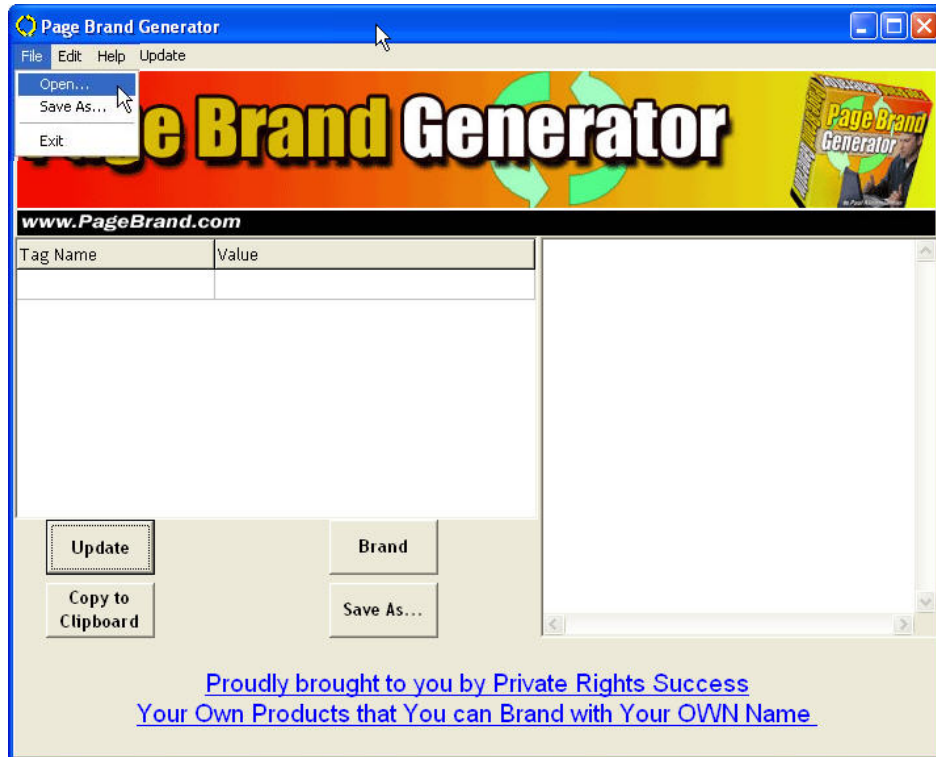 Page Brand Generator
File Edit Help Update
Open...
Save As...
Exit
e Brand Generator
Page Brand
Generator
www.PageBrand.com
Tag Name Value
Update Brand
Copy to
Clipboard
Save As...
Proudly brought to you by Private Rights Success
Your Own Products that You can Brand with Your OWN Name